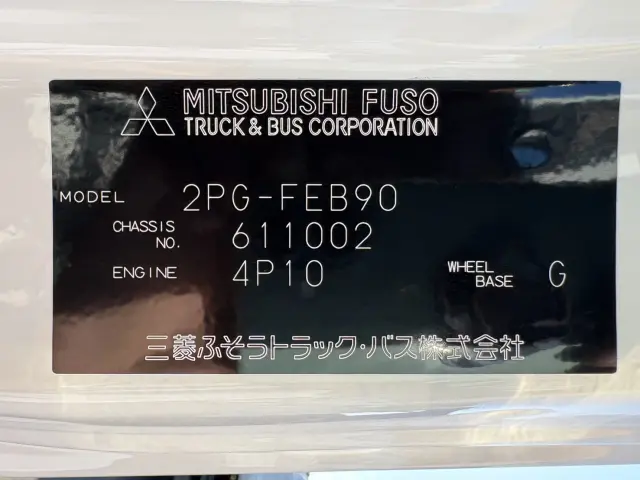 MITSUBISHI FUSO
TRUCK & BUS CORPORATION
MODEL 2PG-FEB90
CHASSIS NO. 611002
ENGINE 4P10 WHEEL BASE G
三菱ふそうトラック・バス株式会社